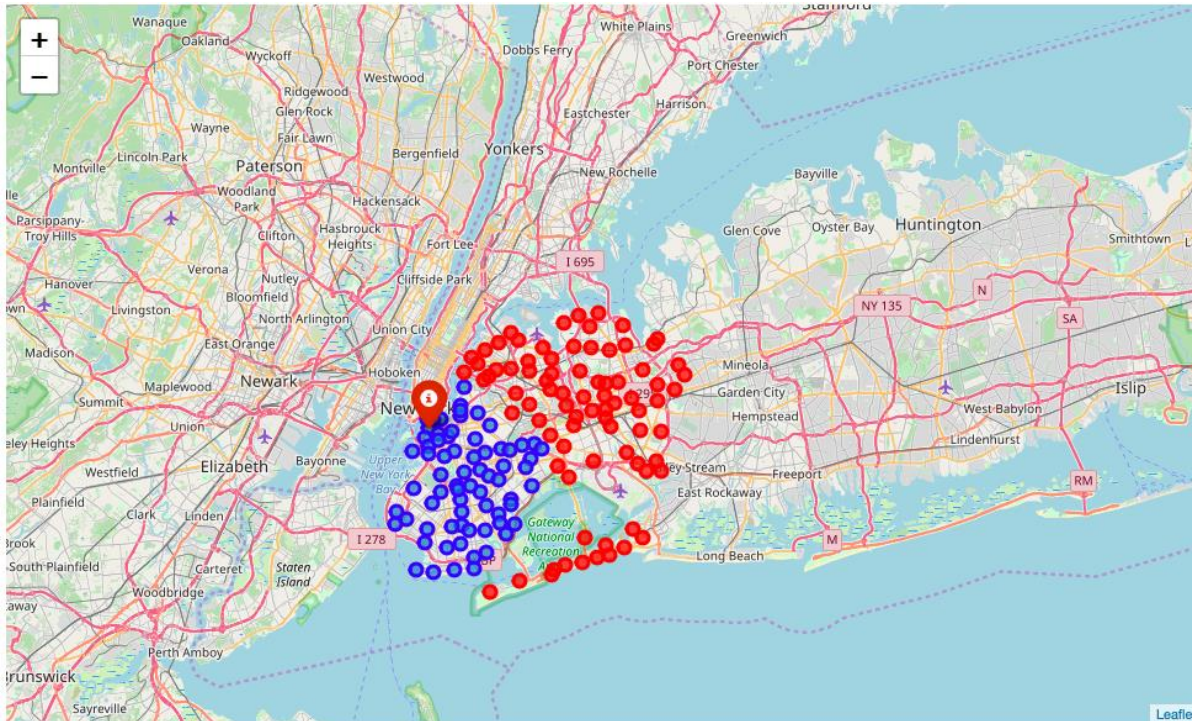 +
−
Wanaque
Oakland
Wyckoff
Ridgewood
Glen Rock
Wayne
Fair Lawn
Lincoln Park
Montville
Parsippany-
Troy Hills
Paterson
Woodland
Park
Hackensack
Clifton
Hasbrouck
Heights
Verona
Nutley
Hanover
Livingston
Bloomfield
North Arlington
East Orange
Madison
Maplewood
Newark
Summit
Union
Hoboken
Union City
Cliffside Park
Fort Lee
Bergenfield
Westwood
Dobbs Ferry
White Plains
Stamford
Greenwich
Port Chester
Harrison
Eastchester
Yonkers
New Rochelle
Bayville
Glen Cove
Oyster Bay
Huntington
Smithtown
I 695
NY 135
N
SA
Mineola
Garden City
Hempstead
West Babylon
Islip
Lindenhurst
Freeport
East Rockaway
Long Beach
RM
M
Westfield
Elizabeth
Bayonne
Upper
New York
Plainfield
Clark
Linden
South Plainfield
Carteret
Woodbridge
Staten
Island
I 278
Gateway
National
Recreation
Perth Amboy
Sayreville
Brunswick
Leafle